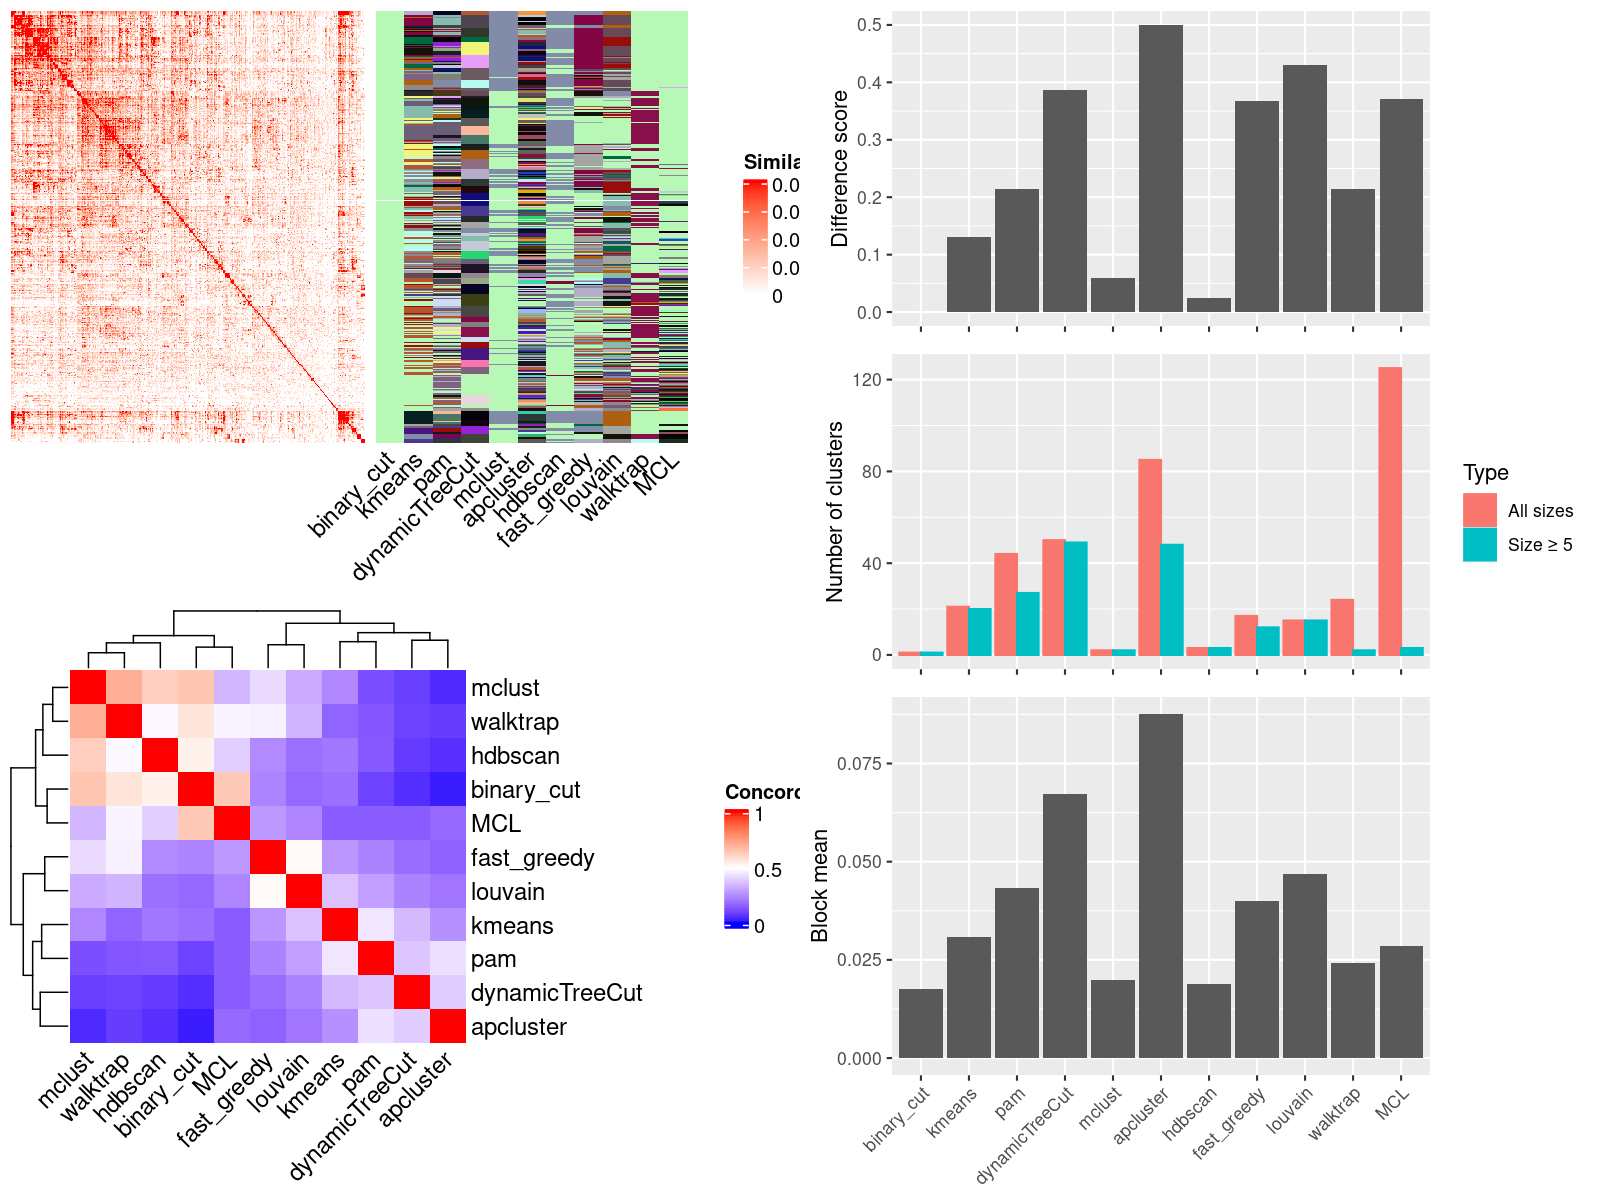 Simila
0.0
0.0
0.0
0.0
0
binary_cut
kmeans
pam
dynamicTreeCut
mclust
apcluster
hdbscan
fast_greedy
louvain
walktrap
MCL
mclust
walktrap
hdbscan
binary_cut
MCL
fast_greedy
louvain
kmeans
pam
dynamicTreeCut
apcluster
mclust
walktrap
hdbscan
binary_cut
MCL
fast_greedy
louvain
kmeans
pam
dynamicTreeCut
apcluster
Concord
1
0.5
0
Difference score
0.5
0.4
0.3
0.2
0.1
0.0
Number of clusters
120
80
40
0
Type
All sizes
Size ≥ 5
Block mean
0.075
0.050
0.025
0.000
binary_cut
kmeans
pam
dynamicTreeCut
mclust
apcluster
hdbscan
fast_greedy
louvain
walktrap
MCL